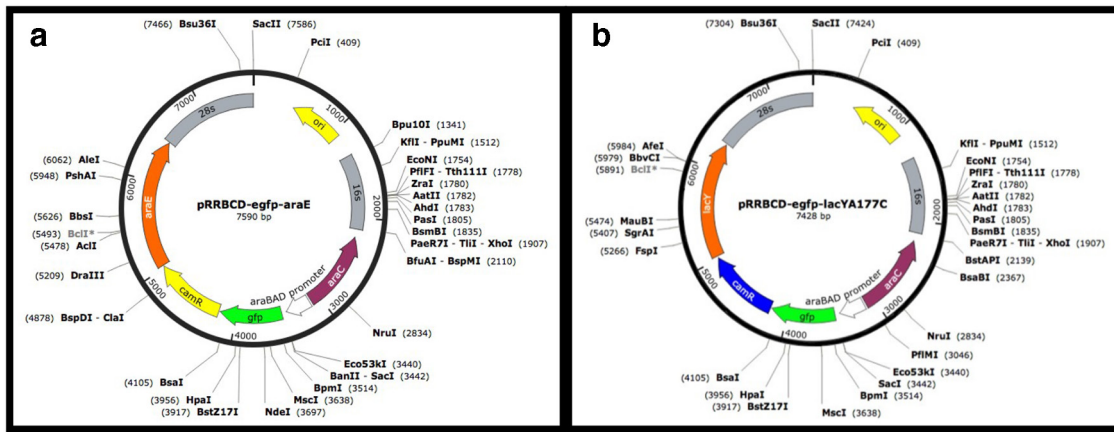 a
(7466) Bsu36I
SacII (7586)
PciI (409)
7000
28s
ori
1000
Bpu10I (1341)
KflI - PpuMI (1512)
EcoNI (1754)
PflFI - Tth111I (1778)
ZraI (1780)
AatII (1782)
AhdI (1783)
PasI (1805)
BsmBI (1835)
PaeR7I - TliI - XhoI (1907)
BfuAI - BspMI (2110)
(6062) AleI
(5948) PshAI
6000
araE
16s
2000
pRRBCD-egfp-araE
7590 bp
(5626) BbsI
(5493) BclI*
(5478) AclI
(5209) DraIII
(4878) BspDI - ClaI
5000
camR
gfp
araBAD promoter
araC
3000
4000
NruI (2834)
Eco53kI (3440)
BanII - SacI (3442)
BpmI (3514)
MscI (3638)
NdeI (3697)
(4105) BsaI
(3956) HpaI
(3917) BstZ17I
b
(7304) Bsu36I
SacII (7424)
PciI (409)
7000
28s
ori
1000
KflI - PpuMI (1512)
EcoNI (1754)
PflFI - Tth111I (1778)
ZraI (1780)
AatII (1782)
AhdI (1783)
PasI (1805)
BsmBI (1835)
PaeR7I - TliI - XhoI (1907)
BstAPI (2139)
BsaBI (2367)
(5984) AfeI
(5979) BbvCI
(5891) BclI*
6000
lacY
16s
2000
pRRBCD-egfp-lacYA177C
7428 bp
(5474) MauBI
(5407) SgrAI
(5266) FspI
5000
camR
gfp
araBAD promoter
araC
3000
4000
NruI (2834)
PflMI (3046)
Eco53kI (3440)
SacI (3442)
BpmI (3514)
MscI (3638)
(4105) BsaI
(3956) HpaI
(3917) BstZ17I